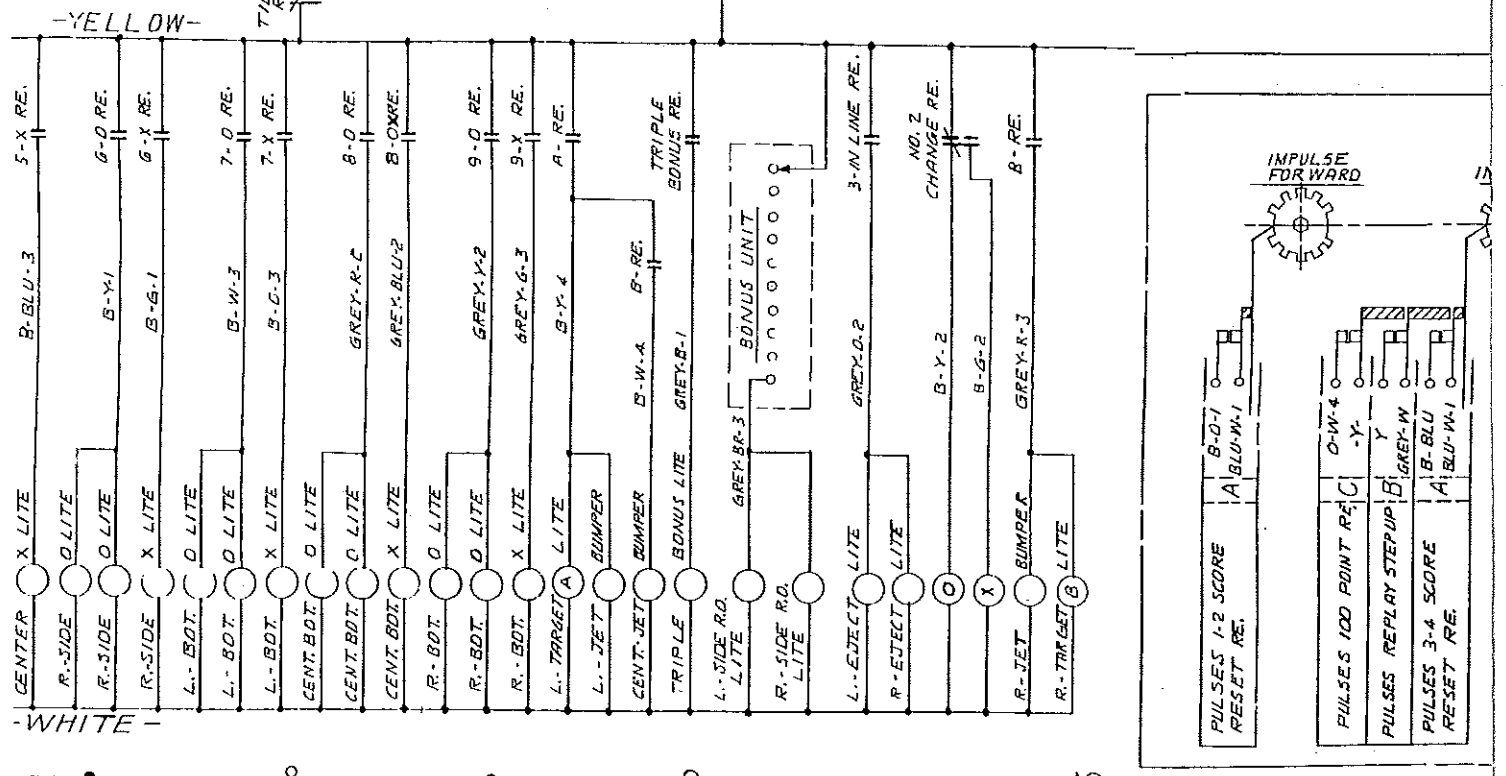 -YELLOW-
5-X RE.
6-O RE.
6-X RE.
7-O RE.
7-X RE.
8-O RE.
8-OXRE.
9-O RE.
9-X RE.
A-RE.
TRIPLE
BONUS RE.
3-IN LINE RE.
NO. 2
CHANGE RE.
B-RE.
B-BLU-3
B-Y-1
B-G-1
B-W-3
GREY-BLU-2
GREY-Y-2
GREY-G-3
B-Y-4
B-RE.
B-W-4
GREY-B-1
BONUS UNIT
GREY-BR-3
GREY-O-2
B-Y-2
B-G-2
GREY-R-3
CENTER X LITE
R.-SIDE O LITE
R.-SIDE O LITE
R.-SIDE X LITE
L.-BOT. O LITE
L.-BOT. O LITE
L.-BOT. X LITE
CENT. BOT. O LITE
CENT. BOT. O LITE
CENT. BOT. X LITE
R.-BOT. O LITE
R.-BOT. O LITE
R.-BOT. X LITE
L.-TARGET A LITE
L.-JET BUMPER
CENT.-JET BUMPER
TRIPLE BONUS LITE
L.-SIDE R.O.
LITE
R.-SIDE R.O.
LITE
L.-EJECT LITE
R-EJECT LITE
O
X
R-JET BUMPER
R.-TARGET B LITE
-WHITE-
IMPULSE
FORWARD
B-O-1
BLU-W-1
A
PULSES 1-2 SCORE
RESET RE.
O-W-4
-Y-
C
PULSES 100 POINT RE.
Y
GREY-W
B
PULSES REPLAY STEPUP
B-BLU
BLU-W-1
A
PULSES 3-4 SCORE
RESET RE.